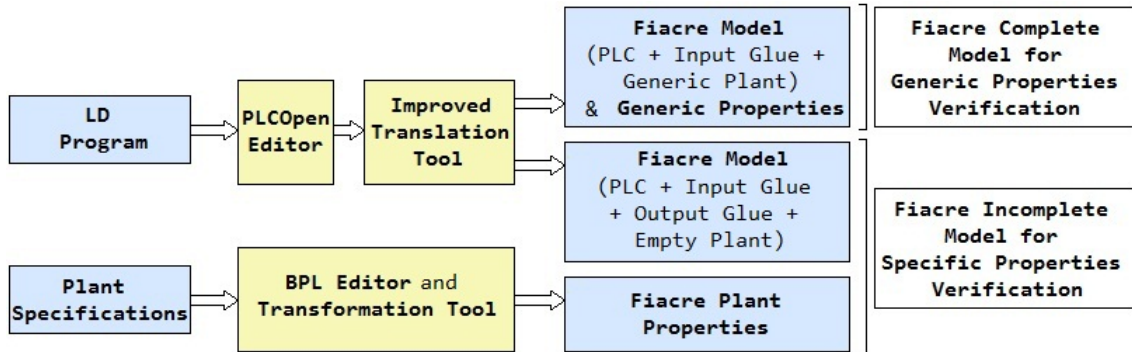 LD
Program
PLCOpen
Editor
Improved
Translation
Tool
Fiacre Model
(PLC + Input Glue +
Generic Plant)
& Generic Properties
Fiacre Complete
Model for
Generic Properties
Verification
Fiacre Model
(PLC + Input Glue
+ Output Glue +
Empty Plant)
Fiacre Incomplete
Model for
Specific Properties
Verification
Plant
Specifications
BPL Editor and
Transformation Tool
Fiacre Plant
Properties